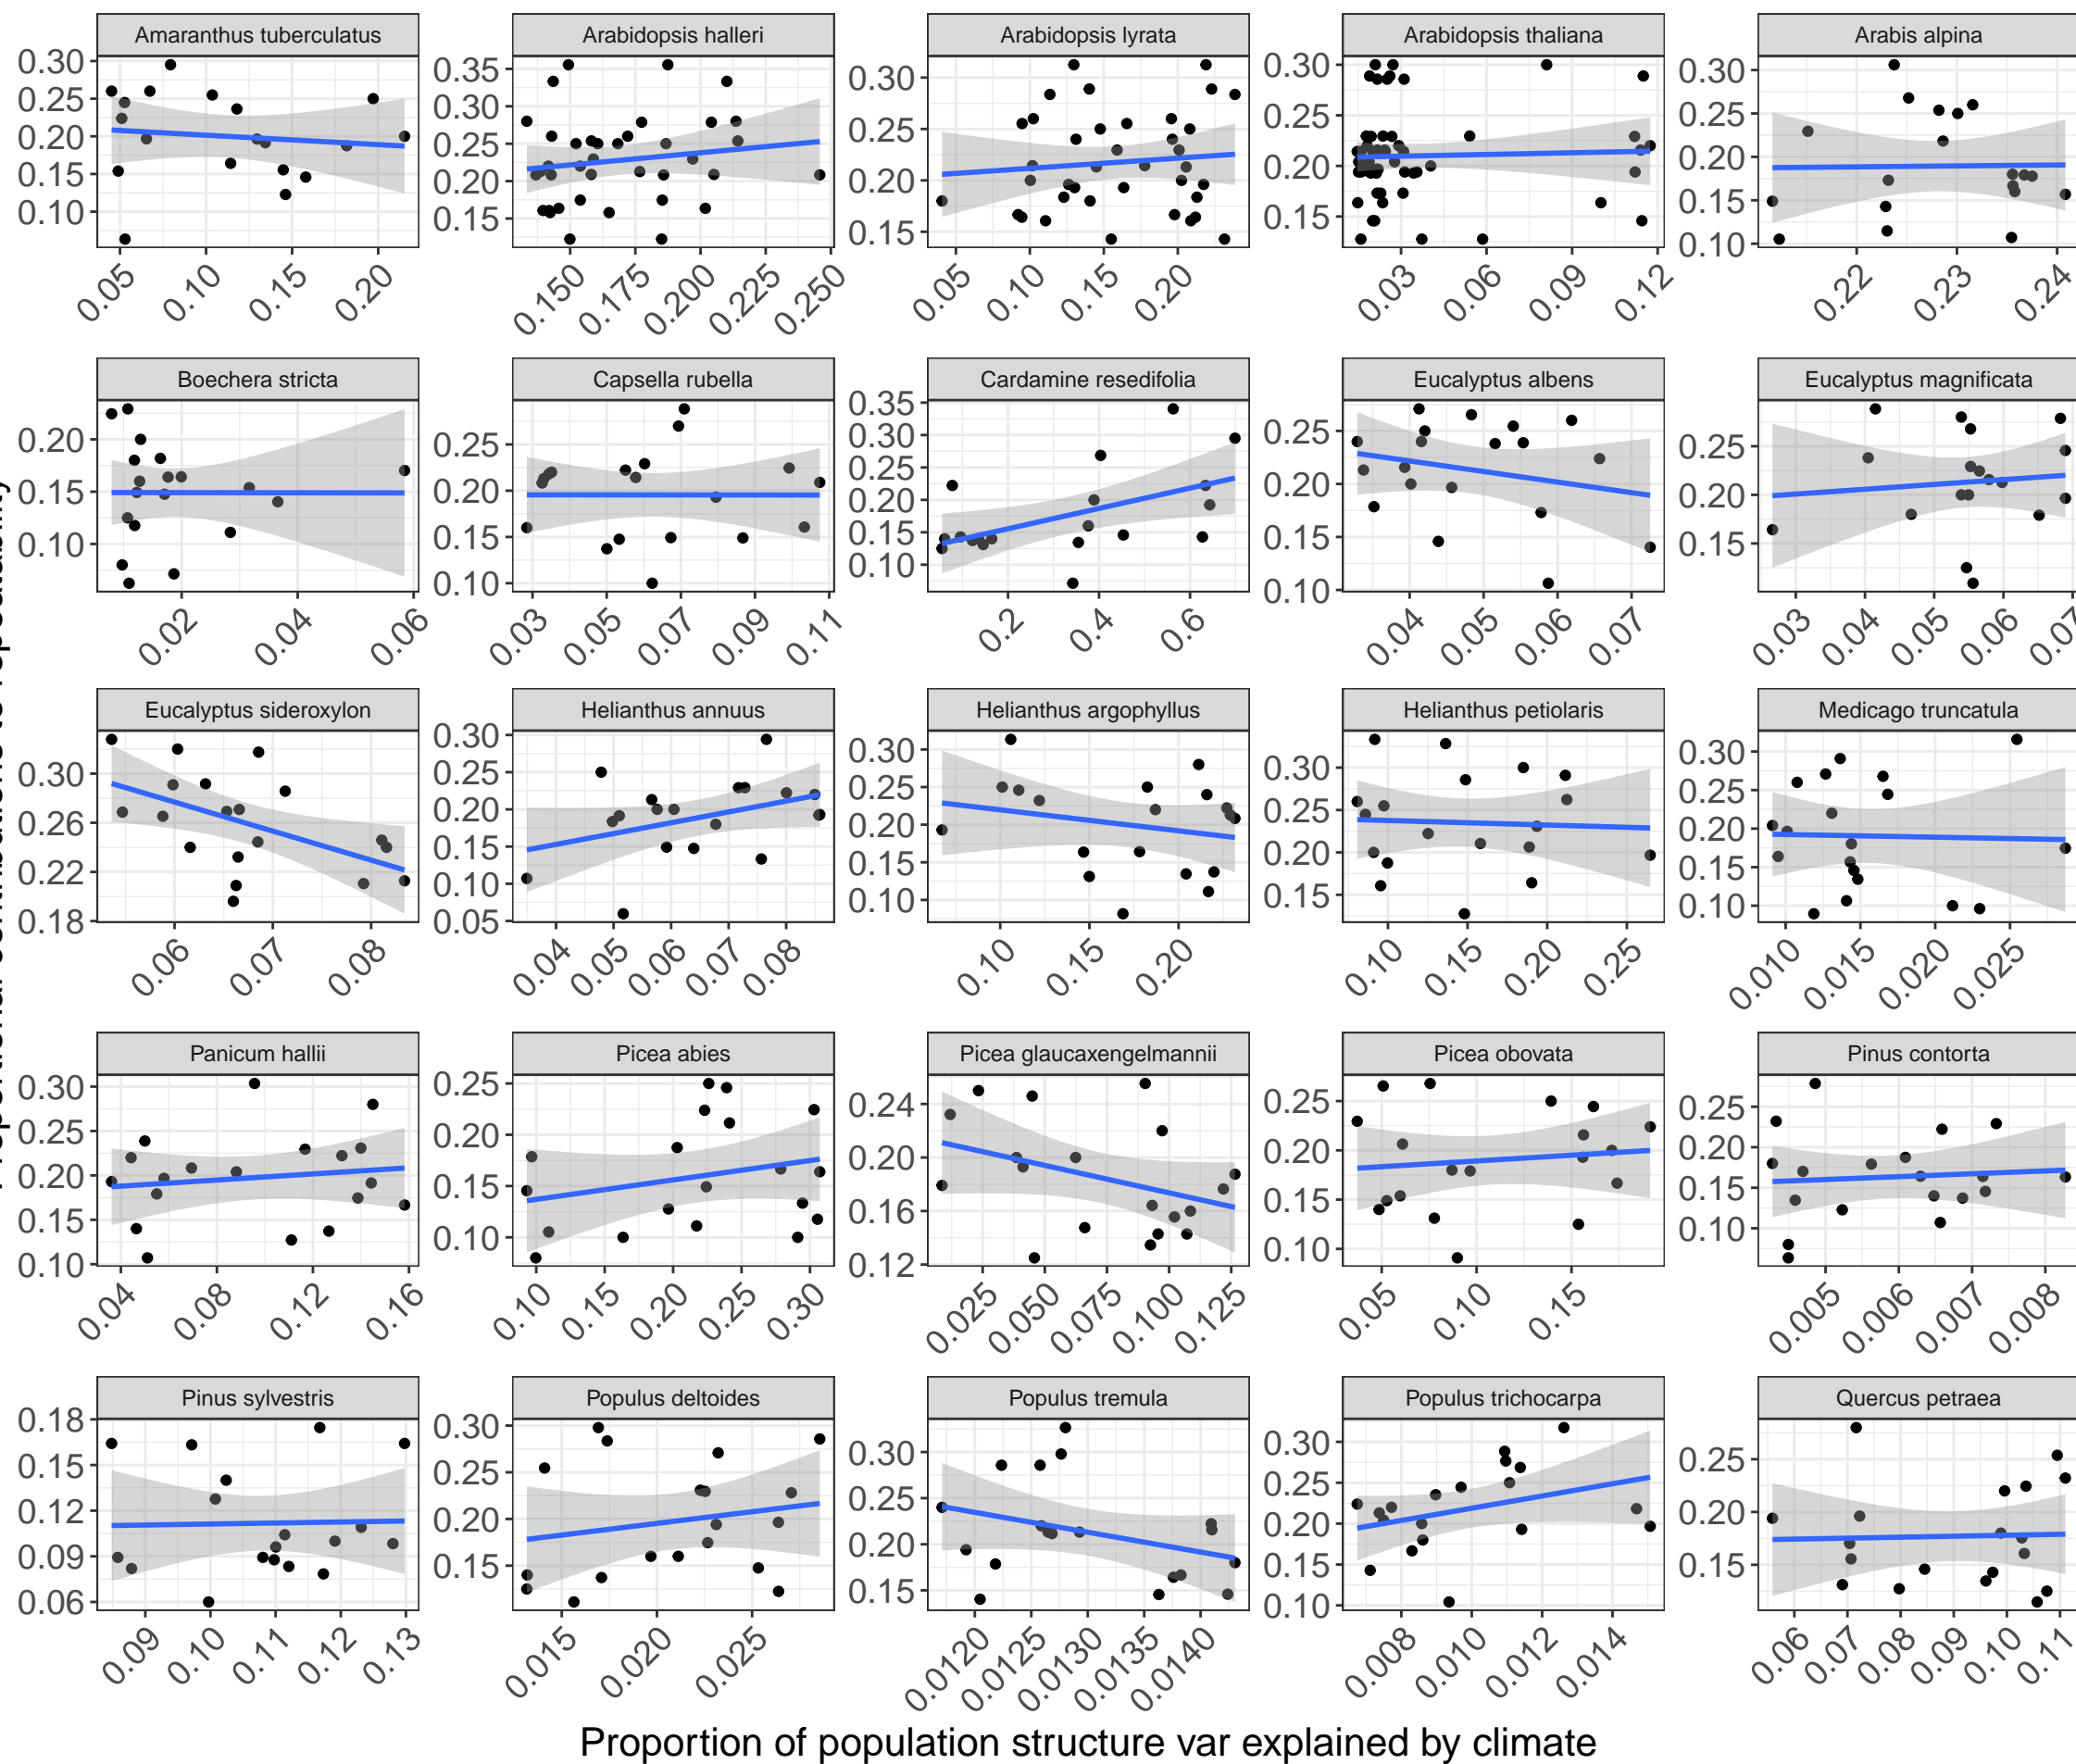 Amaranthus tuberculatus
0.30
0.25
0.20
0.15
0.10
0.05 0.10 0.15 0.20
Arabidopsis halleri
0.35
0.30
0.25
0.20
0.15
0.150 0.175 0.200 0.225 0.250
Arabidopsis lyrata
0.30
0.25
0.20
0.15
0.05 0.10 0.15 0.20
Arabidopsis thaliana
0.30
0.25
0.20
0.15
0.03 0.06 0.09 0.12
Arabis alpina
0.30
0.25
0.20
0.15
0.10
0.22 0.23 0.24
Boechera stricta
0.20
0.15
0.10
0.02 0.04 0.06
Capsella rubella
0.25
0.20
0.15
0.10
0.03 0.05 0.07 0.09 0.11
Cardamine resedifolia
0.35
0.30
0.25
0.20
0.15
0.10
0.2 0.4 0.6
Eucalyptus albens
0.25
0.20
0.15
0.10
0.04 0.05 0.06 0.07
Eucalyptus magnificata
0.25
0.20
0.15
0.03 0.04 0.05 0.06 0.07
Eucalyptus sideroxylon
0.30
0.26
0.22
0.18
0.06 0.07 0.08
Helianthus annuus
0.30
0.25
0.20
0.15
0.10
0.05
0.04 0.05 0.06 0.07 0.08
Helianthus argophyllus
0.30
0.25
0.20
0.15
0.10
0.10 0.15 0.20
Helianthus petiolaris
0.30
0.25
0.20
0.15
0.10 0.15 0.20 0.25
Medicago truncatula
0.30
0.25
0.20
0.15
0.10
0.010 0.015 0.020 0.025
Panicum hallii
0.30
0.25
0.20
0.15
0.10
0.04 0.08 0.12 0.16
Picea abies
0.25
0.20
0.15
0.10
0.10 0.15 0.20 0.25 0.30
Picea glaucaxengelmannii
0.24
0.20
0.16
0.12
0.025 0.050 0.075 0.100 0.125
Picea obovata
0.25
0.20
0.15
0.10
0.05 0.10 0.15
Pinus contorta
0.25
0.20
0.15
0.10
0.005 0.006 0.007 0.008
Pinus sylvestris
0.18
0.15
0.12
0.09
0.06
0.09 0.10 0.11 0.12 0.13
Populus deltoides
0.30
0.25
0.20
0.15
0.015 0.020 0.025
Populus tremula
0.30
0.25
0.20
0.15
0.0120 0.0125 0.0130 0.0135 0.0140
Populus trichocarpa
0.30
0.25
0.20
0.15
0.10
0.008 0.010 0.012 0.014
Quercus petraea
0.25
0.20
0.15
0.06 0.07 0.08 0.09 0.10 0.11
Proportion of population structure var explained by climate